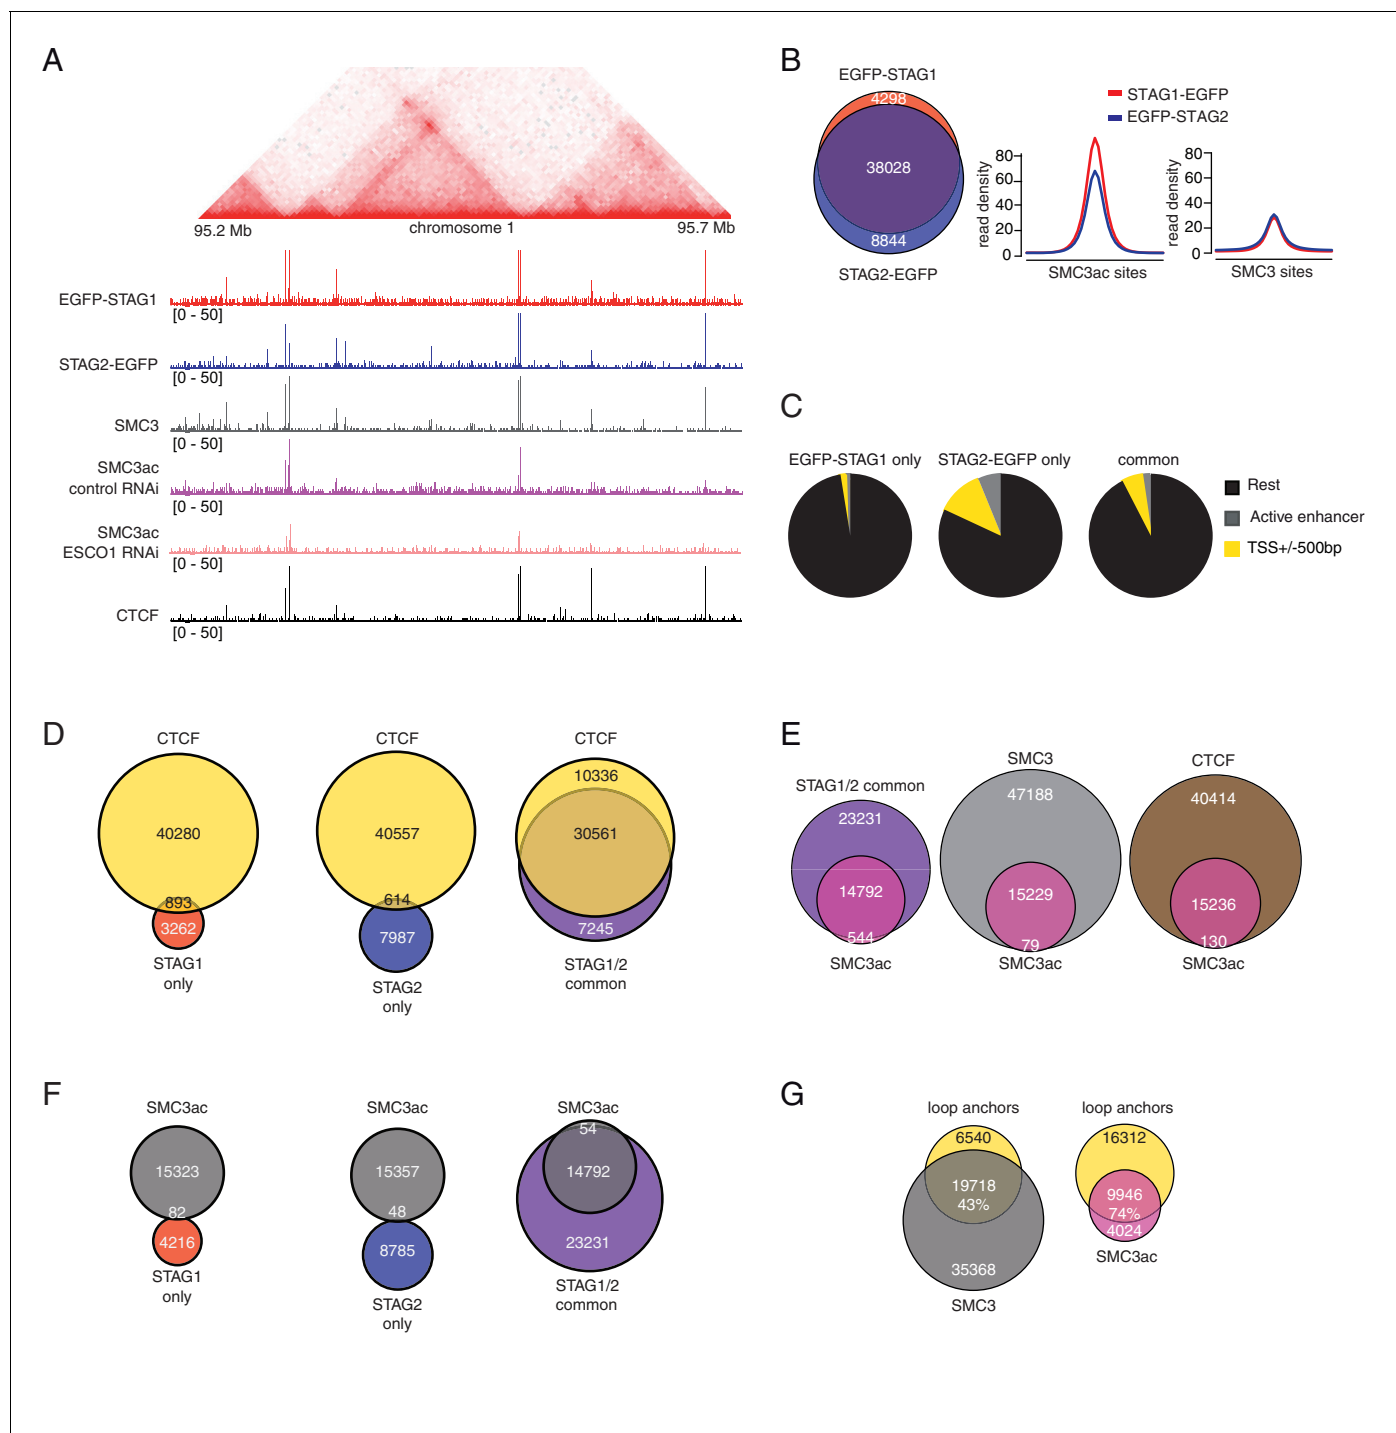 A
95.2 Mb
chromosome 1
95.7 Mb
EGFP-STAG1
[0 - 50]
STAG2-EGFP
[0 - 50]
SMC3
[0 - 50]
SMC3ac
control RNAi
[0 - 50]
SMC3ac
ESCO1 RNAi
[0 - 50]
CTCF
[0 - 50]
B
EGFP-STAG1
4298
38028
8844
STAG2-EGFP
STAG1-EGFP
EGFP-STAG2
read density
80
60
40
20
0
SMC3ac sites
read density
80
60
40
20
0
SMC3 sites
C
EGFP-STAG1 only
STAG2-EGFP only
common
Rest
Active enhancer
TSS+/-500bp
D
CTCF
40280
893
3262
STAG1
only
CTCF
40557
614
7987
STAG2
only
CTCF
10336
30561
7245
STAG1/2
common
E
STAG1/2 common
23231
14792
544
SMC3ac
SMC3
47188
15229
79
SMC3ac
CTCF
40414
15236
130
SMC3ac
F
SMC3ac
15323
82
4216
STAG1
only
SMC3ac
15357
48
8785
STAG2
only
SMC3ac
54
14792
23231
STAG1/2
common
G
loop anchors
6540
19718
43%
35368
SMC3
loop anchors
16312
9946
74%
4024
SMC3ac